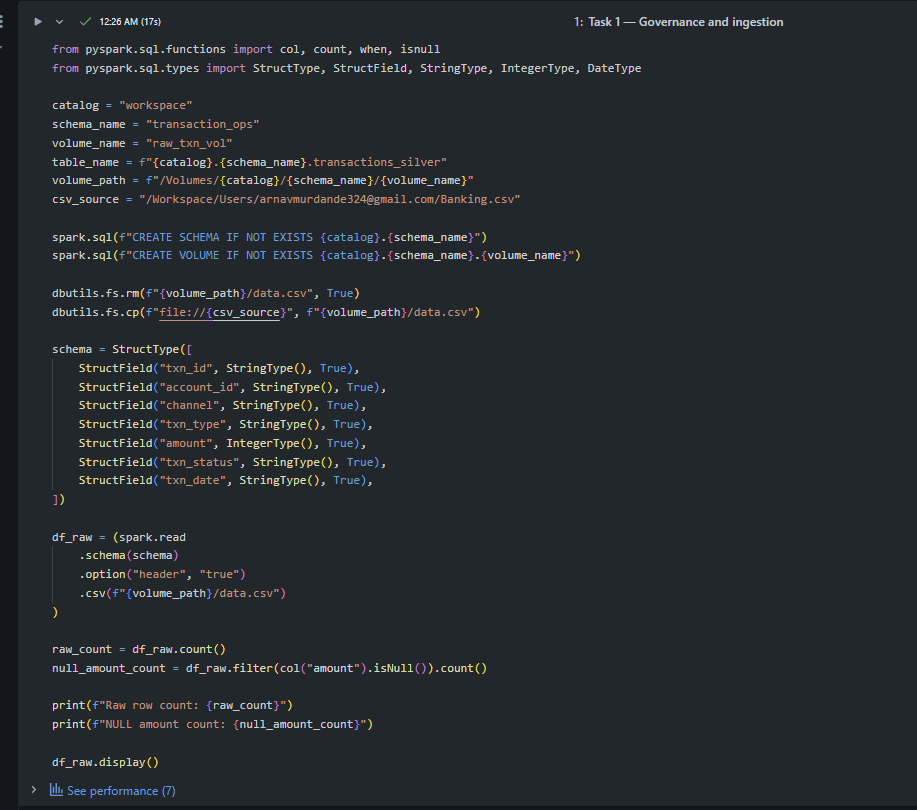 12:26 AM (17s)
1: Task 1 — Governance and ingestion
from pyspark.sql.functions import col, count, when, isnull
from pyspark.sql.types import StructType, StructField, StringType, IntegerType, DateType
catalog = "workspace"
schema_name = "transaction_ops"
volume_name = "raw_txn_vol"
table_name = f"{catalog}.{schema_name}.transactions_silver"
volume_path = f"/Volumes/{catalog}/{schema_name}/{volume_name}"
csv_source = "/Workspace/Users/arnavmurdande324@gmail.com/Banking.csv"
spark.sql(f"CREATE SCHEMA IF NOT EXISTS {catalog}.{schema_name}")
spark.sql(f"CREATE VOLUME IF NOT EXISTS {catalog}.{schema_name}.{volume_name}")
dbutils.fs.rm(f"{volume_path}/data.csv", True)
dbutils.fs.cp(f"file://{csv_source}", f"{volume_path}/data.csv")
schema = StructType([
    StructField("txn_id", StringType(), True),
    StructField("account_id", StringType(), True),
    StructField("channel", StringType(), True),
    StructField("txn_type", StringType(), True),
    StructField("amount", IntegerType(), True),
    StructField("txn_status", StringType(), True),
    StructField("txn_date", StringType(), True),
])
df_raw = (spark.read
    .schema(schema)
    .option("header", "true")
    .csv(f"{volume_path}/data.csv")
)
raw_count = df_raw.count()
null_amount_count = df_raw.filter(col("amount").isNull()).count()
print(f"Raw row count: {raw_count}")
print(f"NULL amount count: {null_amount_count}")
df_raw.display()
See performance (7)